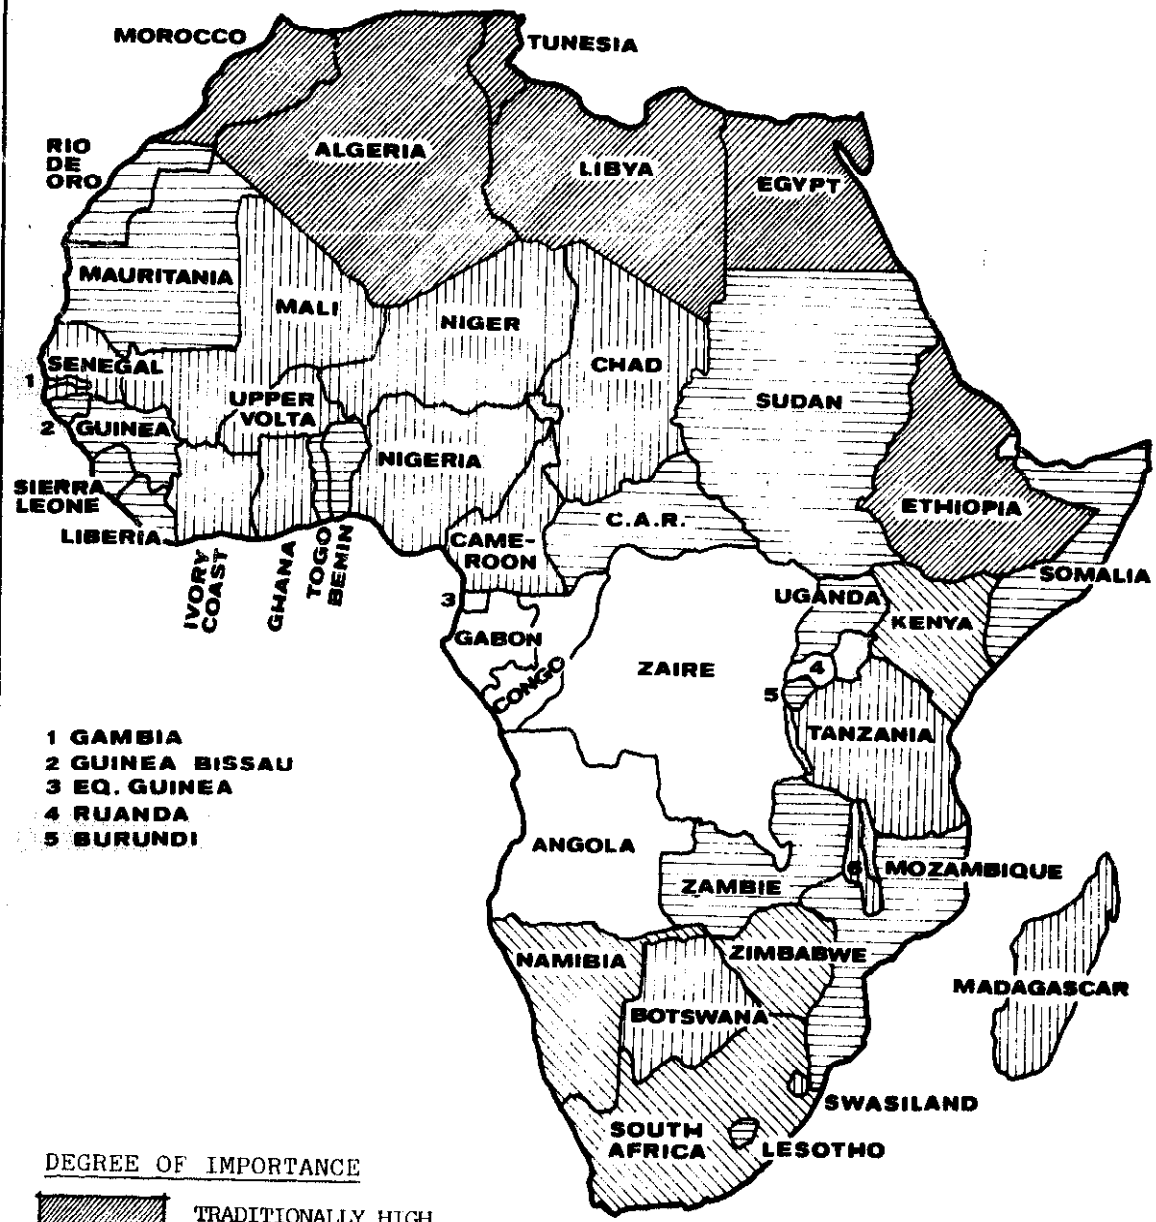 MOROCCO
TUNESIA
ALGERIA
LIBYA
EGYPT
RIO
DE
ORO
MAURITANIA
MALI
NIGER
CHAD
SUDAN
SENEGAL
1
UPPER
VOLTA
2
GUINEA
NIGERIA
SIERRA
LEONE
LIBERIA
IVORY
COAST
GHANA
TOGO
BEMIN
CAME-
ROON
C.A.R.
ETHIOPIA
SOMALIA
UGANDA
KENYA
3
GABON
CONGO
ZAIRE
4
5
TANZANIA
1 GAMBIA
2 GUINEA BISSAU
3 EQ. GUINEA
4 RUANDA
5 BURUNDI
ANGOLA
ZAMBIE
6
MOZAMBIQUE
NAMIBIA
ZIMBABWE
BOTSWANA
MADAGASCAR
SWASILAND
SOUTH
AFRICA
LESOTHO
DEGREE OF IMPORTANCE
TRADITIONALLY HIGH